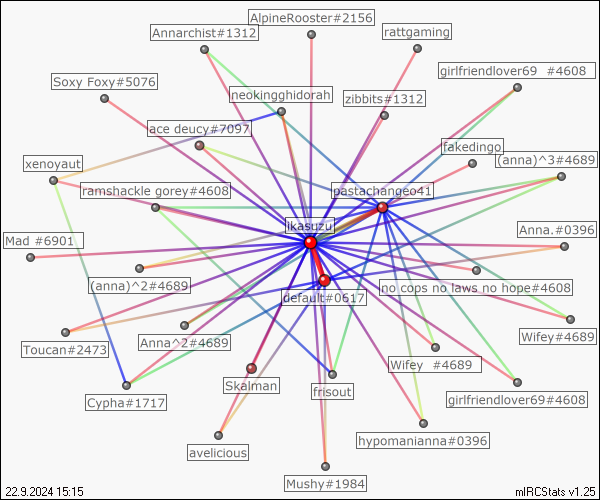 AlpineRooster#2156
Annarchist#1312
rattgaming
girlfriendlover69 #4608
Soxy Foxy#5076
neokingghidorah
zibbits#1312
ace deucy#7097
fakedingo
xenoyaut
(anna)^3#4689
ramshackle gorey#4608
pastachangeo41
ikasuzu
Anna.#0396
Mad #6901
(anna)^2#4689
no cops no laws no hope#4608
default#0617
Wifey#4689
Toucan#2473
Anna^2#4689
Wifey #4689
Skalman
frisout
Cypha#1717
girlfriendlover69#4608
hypomanianna#0396
avelicious
Mushy#1984
22.9.2024 15:15
mIRCStats v1.25